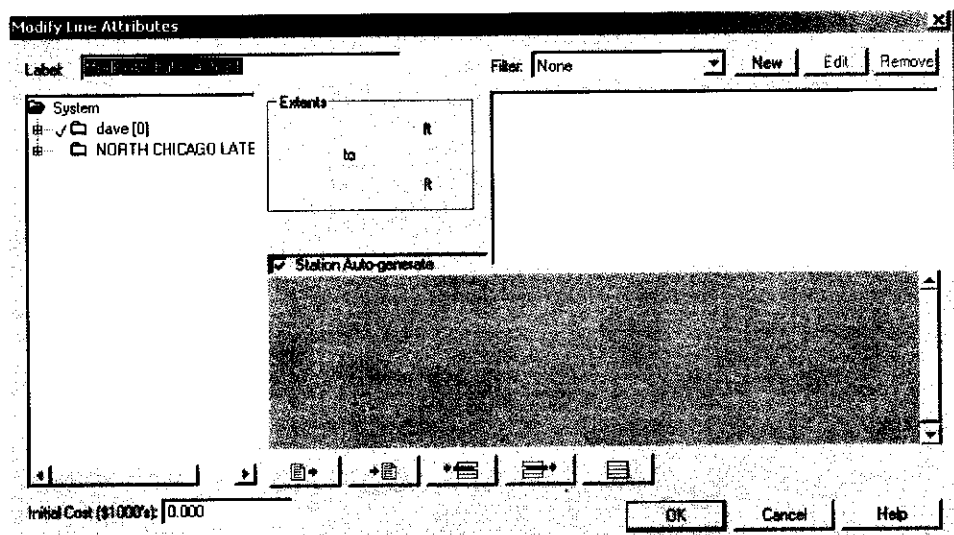 Modify Line Attributes
Label:
Filter: None
New
Edit
Remove
System
dave [0]
NORTH CHICAGO LATE
Extents
ft
to
ft
Station Auto-generate
Initial Cost ($1000's): 0.000
OK
Cancel
Help